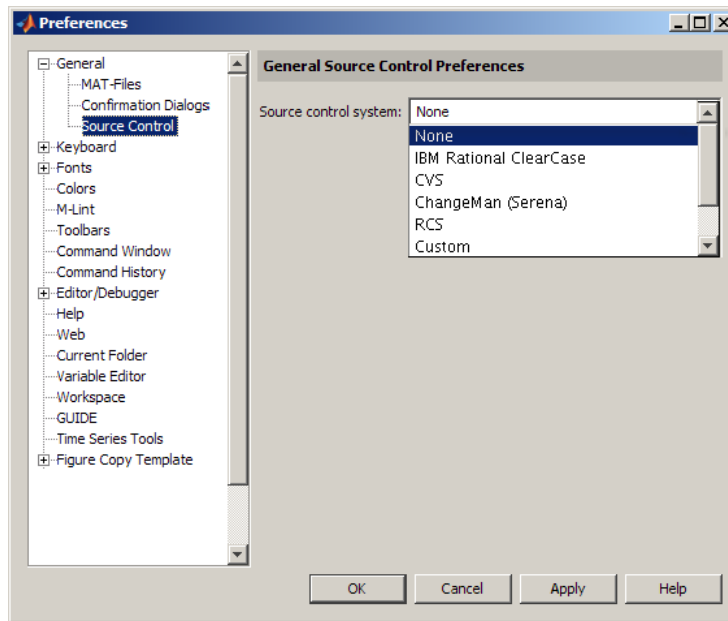 Preferences
General
MAT-Files
Confirmation Dialogs
Source Control
Keyboard
Fonts
Colors
M-Lint
Toolbars
Command Window
Command History
Editor/Debugger
Help
Web
Current Folder
Variable Editor
Workspace
GUIDE
Time Series Tools
Figure Copy Template
General Source Control Preferences
Source control system: None
None
IBM Rational ClearCase
CVS
ChangeMan (Serena)
RCS
Custom
OK Cancel Apply Help